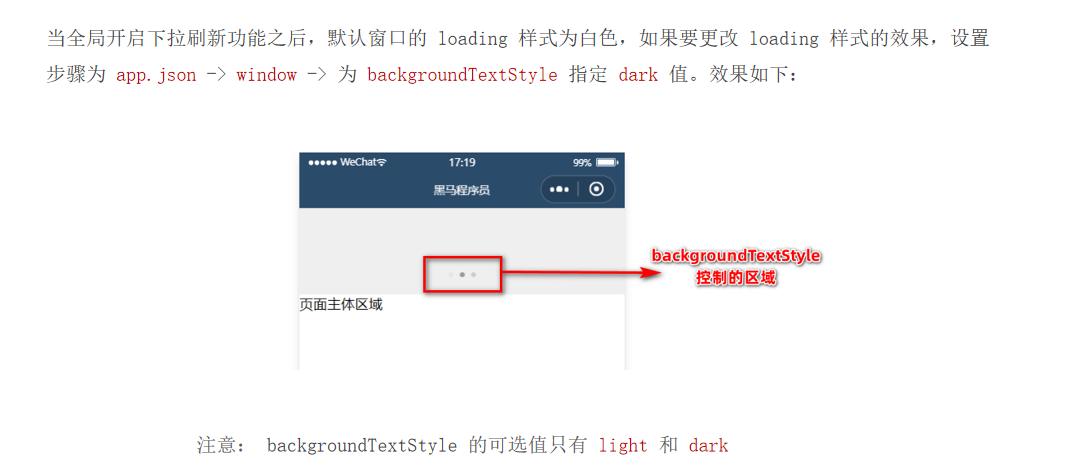 当全局开启下拉刷新功能之后，默认窗口的 loading 样式为白色，如果要更改 loading 样式的效果，设置
步骤为 app.json -> window -> 为 backgroundTextStyle 指定 dark 值。效果如下：
WeChat 17:19 99%
黑马程序员
backgroundTextStyle
控制的区域
页面主体区域
注意： backgroundTextStyle 的可选值只有 light 和 dark